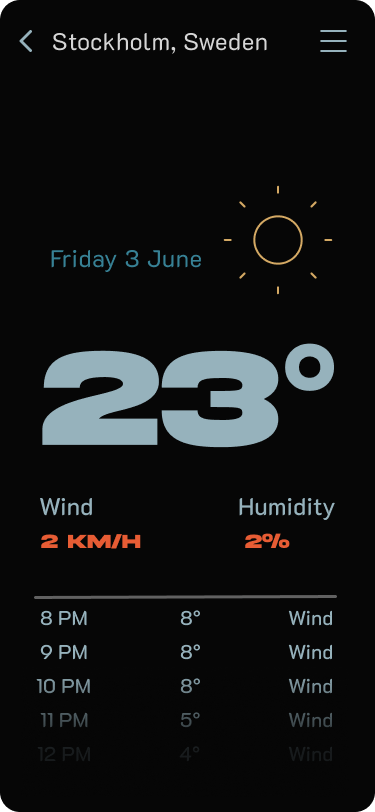 Stockholm, Sweden
Friday 3 June
23°
Wind Humidity
2 KM/H 2%
8 PM 8° Wind
9 PM 8° Wind
10 PM 8° Wind
11 PM 5° Wind
12 PM 4° Wind